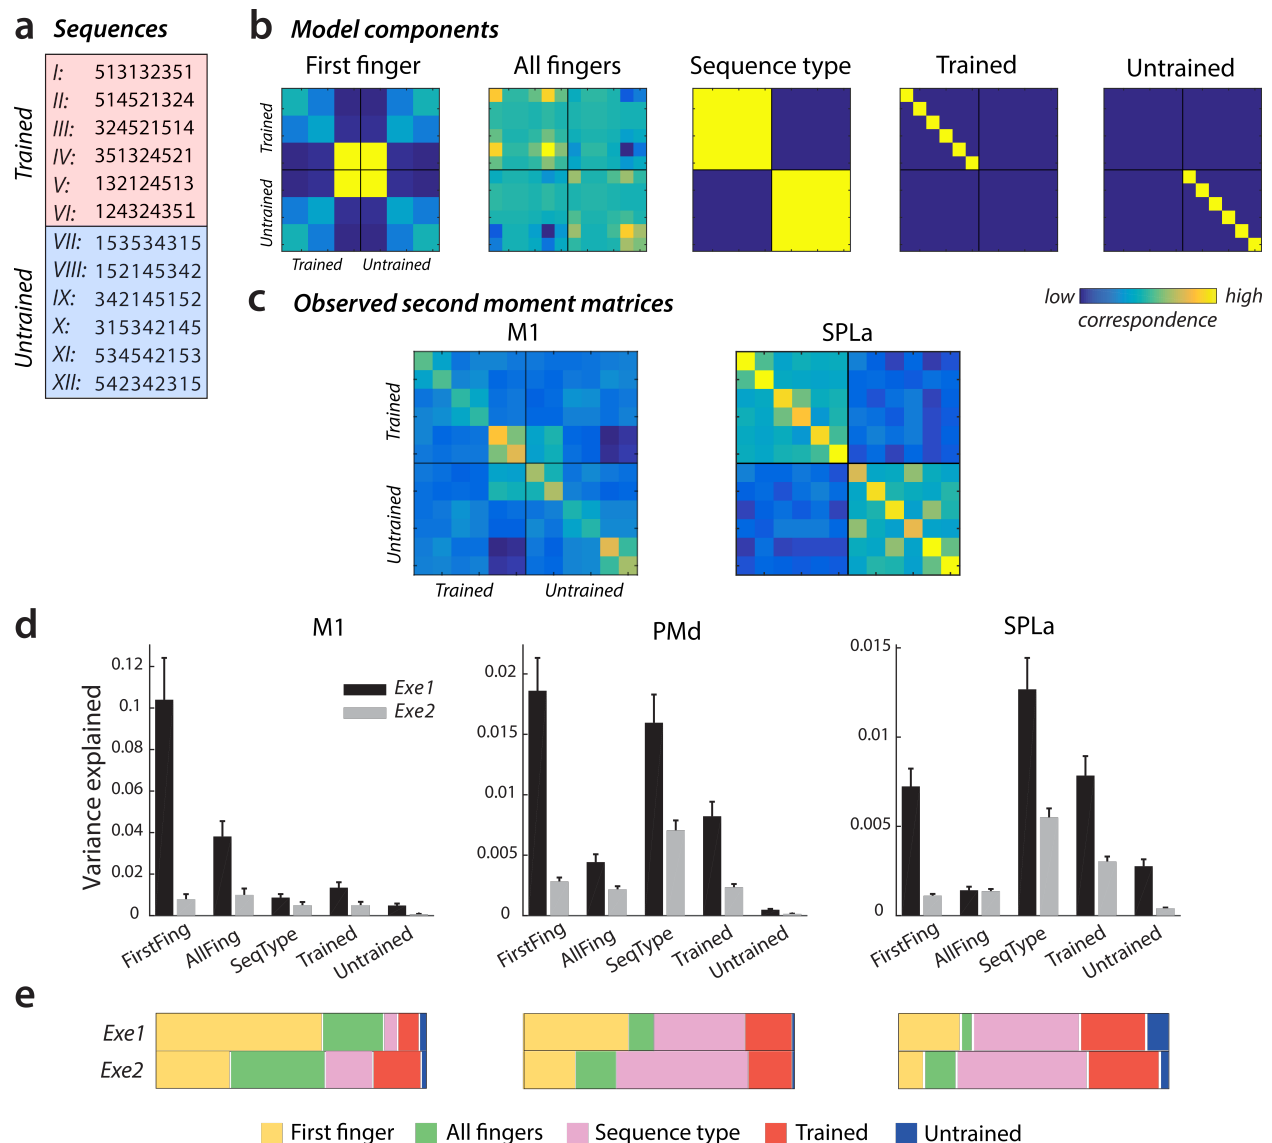 a Sequences
Trained
I: 513132351
II: 514521324
III: 324521514
IV: 351324521
V: 132124513
VI: 124324351
Untrained
VII: 153534315
VIII: 152145342
IX: 342145152
X: 315342145
XI: 534542153
XII: 542342315
b Model components
First finger All fingers Sequence type Trained Untrained
Trained
Untrained
Trained Untrained
low high
correspondence
c Observed second moment matrices
M1 SPLa
Trained
Untrained
Trained Untrained
d
M1 PMd SPLa
Variance explained
0.12
0.1
0.08
0.06
0.04
0.02
0
Exe1
Exe2
FirstFing AllFing SeqType Trained Untrained
0.02
0.015
0.01
0.005
0
FirstFing AllFing SeqType Trained Untrained
0.015
0.01
0.005
0
FirstFing AllFing SeqType Trained Untrained
e
Exe1
Exe2
First finger All fingers Sequence type Trained Untrained